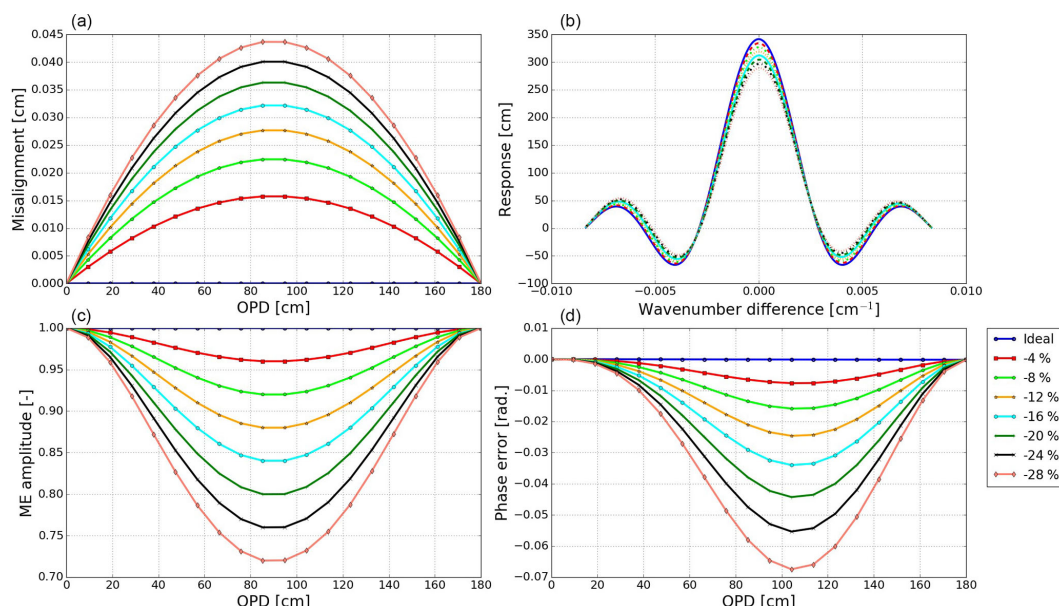 (a)
Misalignment [cm]
0.045
0.040
0.035
0.030
0.025
0.020
0.015
0.010
0.005
0.000
0 20 40 60 80 100 120 140 160 180
OPD [cm]
(b)
Response [cm]
350
300
250
200
150
100
50
0
−50
−100
−0.010 −0.005 0.000 0.005 0.010
Wavenumber difference [cm⁻¹]
(c)
ME amplitude [-]
1.00
0.95
0.90
0.85
0.80
0.75
0.70
0 20 40 60 80 100 120 140 160 180
OPD [cm]
(d)
Phase error [rad.]
0.01
0.00
−0.01
−0.02
−0.03
−0.04
−0.05
−0.06
−0.07
0 20 40 60 80 100 120 140 160 180
OPD [cm]
Ideal
-4 %
-8 %
-12 %
-16 %
-20 %
-24 %
-28 %